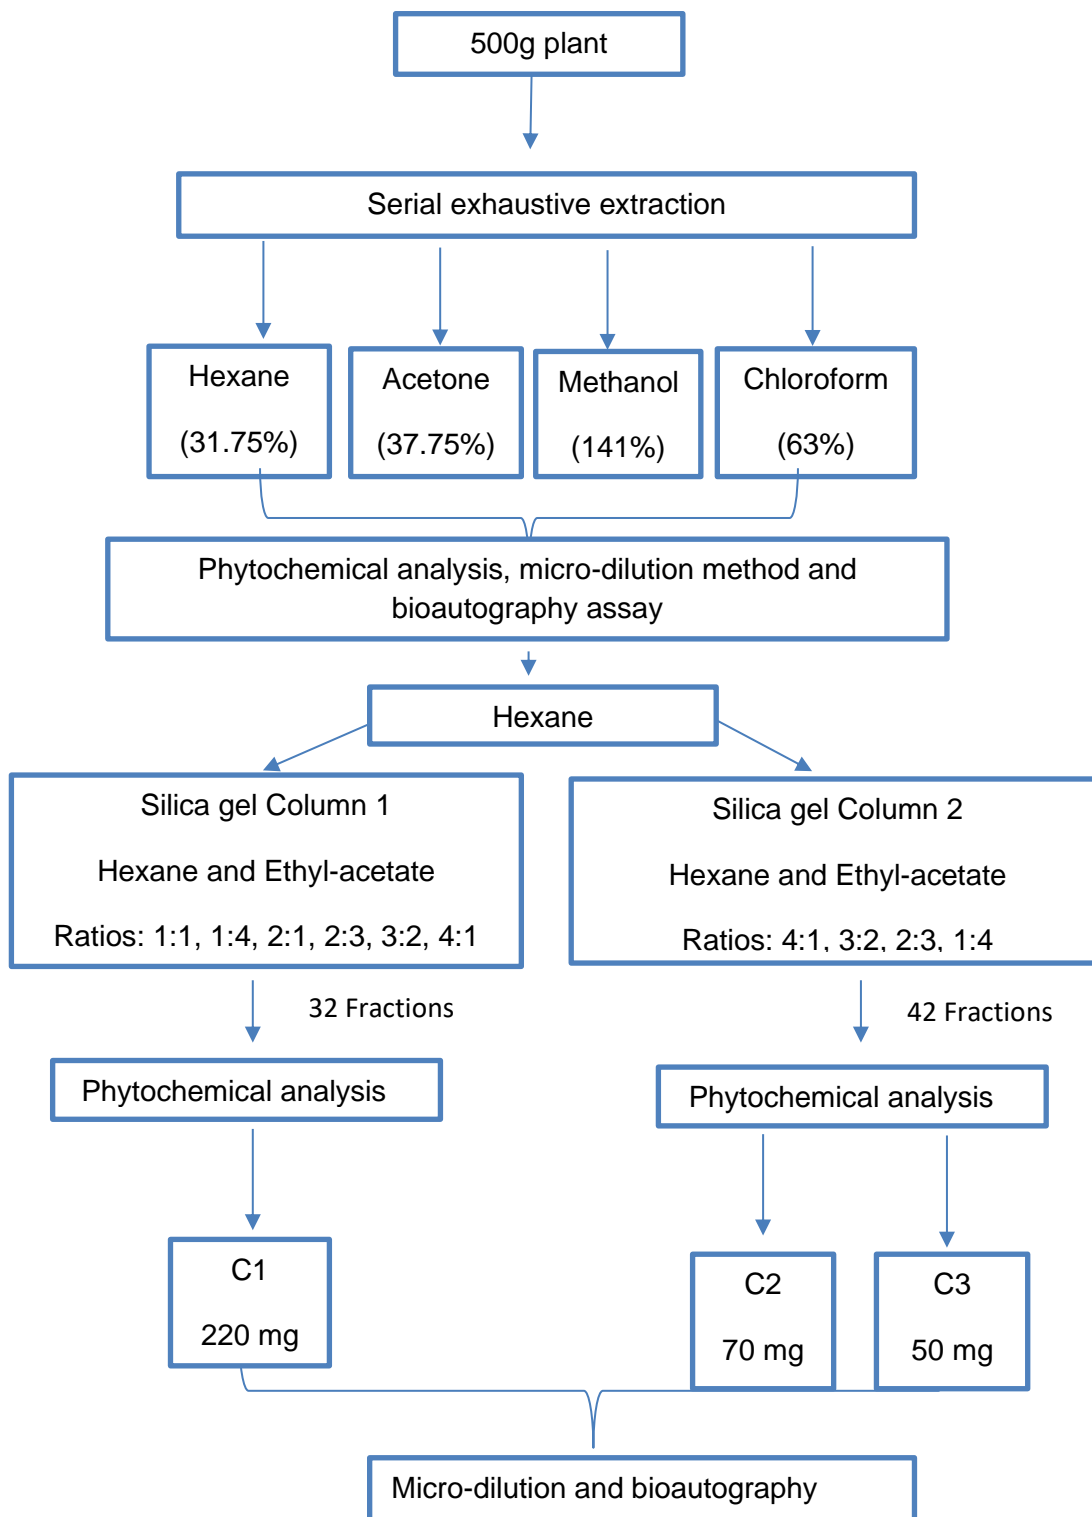 500g plant
Serial exhaustive extraction
Hexane
(31.75%)
Acetone
(37.75%)
Methanol
(141%)
Chloroform
(63%)
Phytochemical analysis, micro-dilution method and
bioautography assay
Hexane
Silica gel Column 1
Hexane and Ethyl-acetate
Ratios: 1:1, 1:4, 2:1, 2:3, 3:2, 4:1
Silica gel Column 2
Hexane and Ethyl-acetate
Ratios: 4:1, 3:2, 2:3, 1:4
32 Fractions
42 Fractions
Phytochemical analysis
Phytochemical analysis
C1
220 mg
C2
70 mg
C3
50 mg
Micro-dilution and bioautography